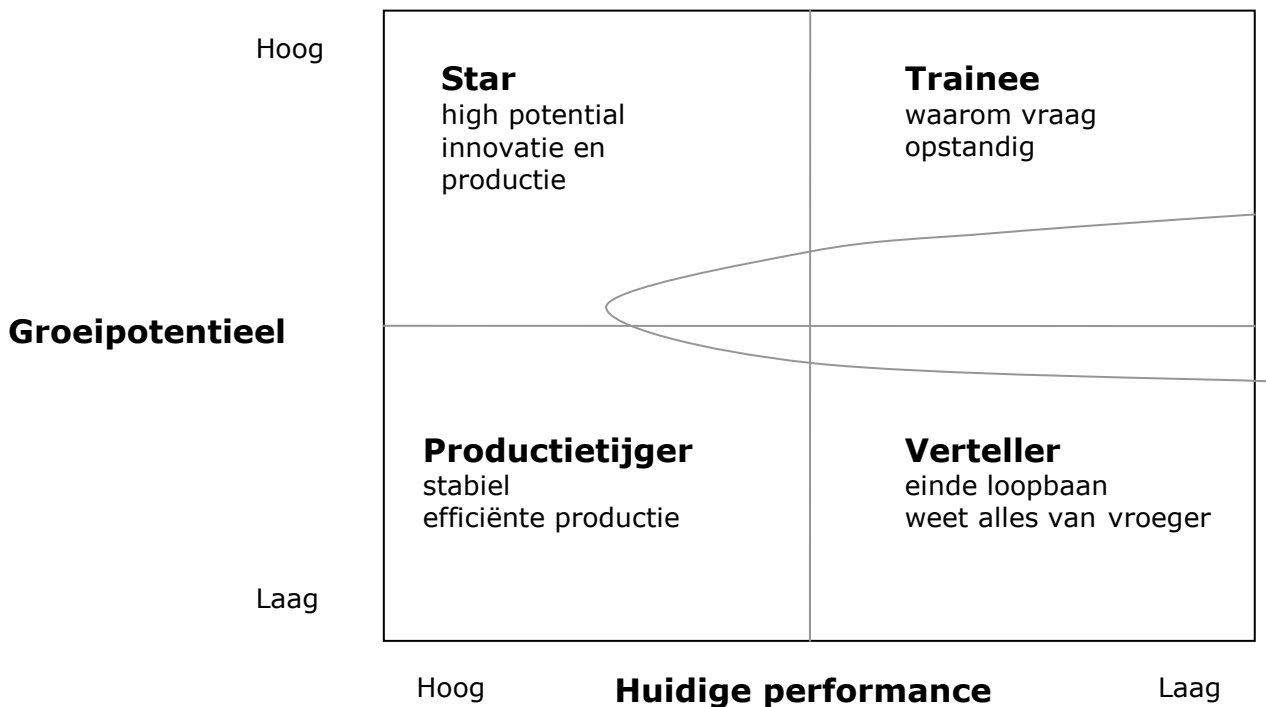 Hoog
Star
high potential
innovatie en
productie
Trainee
waarom vraag
opstandig
Groeipotentieel
Productietijger
stabiel
efficiënte productie
Verteller
einde loopbaan
weet alles van vroeger
Laag
Hoog
Huidige performance
Laag